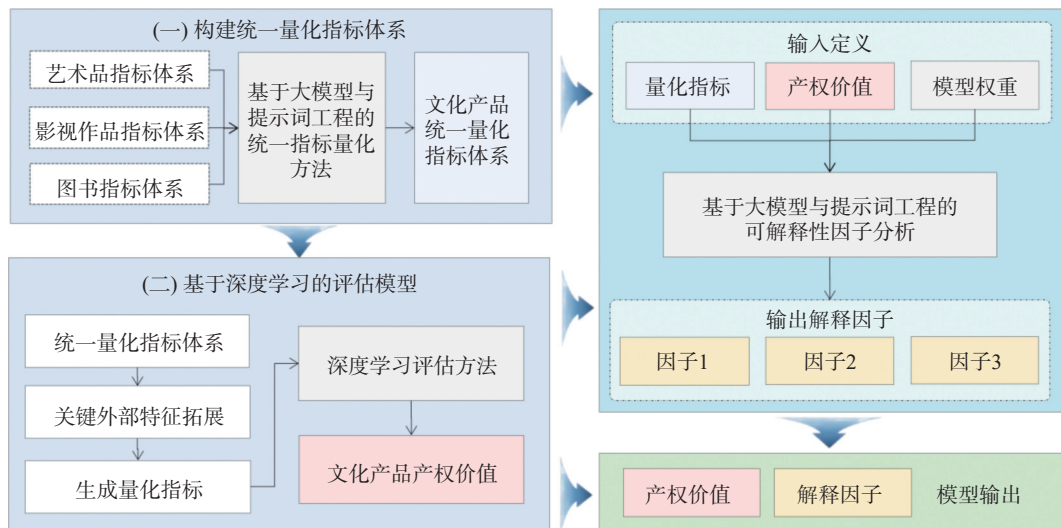 (一) 构建统一量化指标体系
艺术品指标体系
影视作品指标体系
图书指标体系
基于大模型与
提示词工程的
统一指标量化
方法
文化产品
统一量化
指标体系
(二) 基于深度学习的评估模型
统一量化指标体系
关键外部特征拓展
生成量化指标
深度学习评估方法
文化产品产权价值
输入定义
量化指标
产权价值
模型权重
基于大模型与提示词工程的
可解释性因子分析
输出解释因子
因子1
因子2
因子3
产权价值
解释因子
模型输出